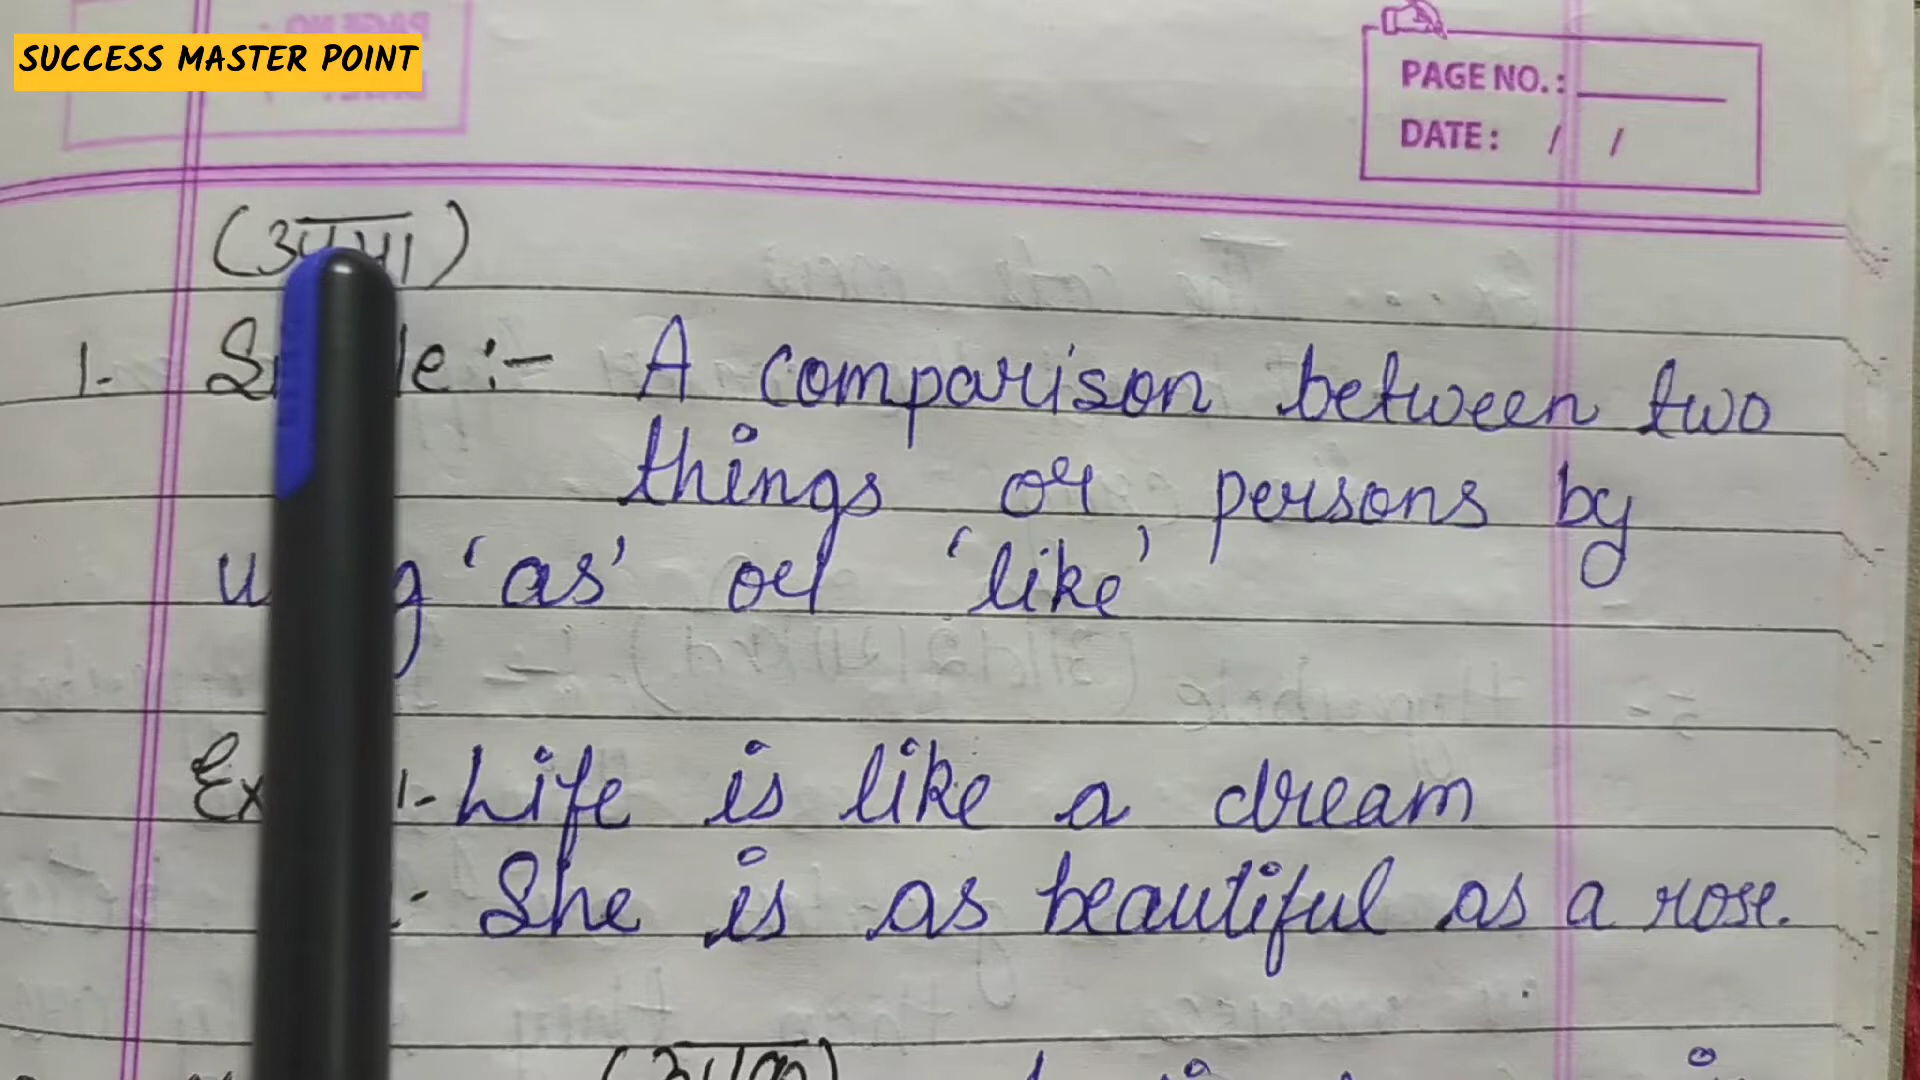 SUCCESS MASTER POINT
PAGE NO.:
DATE: / /
(उपमा)
1- :- A comparison between two
things or persons by
'as' or 'like'
1- Life is like a dream
She is as beautiful as a rose.